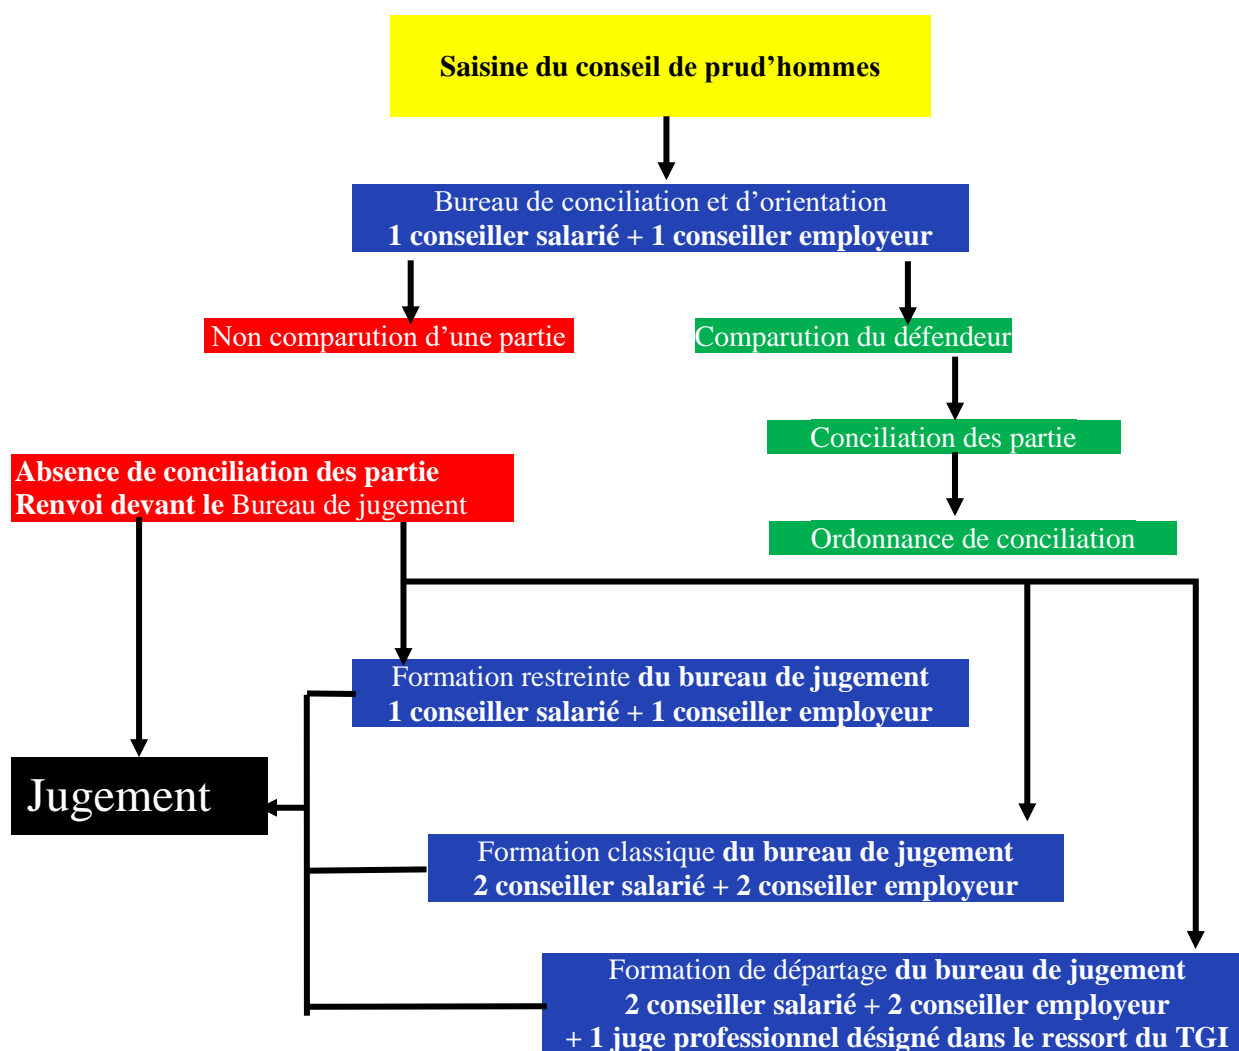 Saisine du conseil de prud’hommes
Bureau de conciliation et d’orientation
1 conseiller salarié + 1 conseiller employeur
Non comparution d’une partie
Comparution du défendeur
Conciliation des partie
Absence de conciliation des partie
Renvoi devant le Bureau de jugement
Ordonnance de conciliation
Formation restreinte du bureau de jugement
1 conseiller salarié + 1 conseiller employeur
Jugement
Formation classique du bureau de jugement
2 conseiller salarié + 2 conseiller employeur
Formation de départage du bureau de jugement
2 conseiller salarié + 2 conseiller employeur
+ 1 juge professionnel désigné dans le ressort du TGI